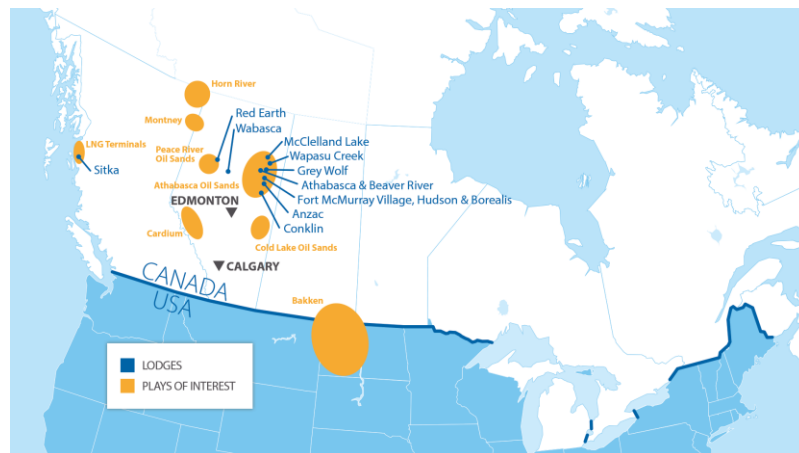 Horn River
Montney
Red Earth
Wabasca
LNG Terminals
Sitka
Peace River
Oil Sands
McClelland Lake
Wapasu Creek
Grey Wolf
Athabasca & Beaver River
Fort McMurray Village, Hudson & Borealis
Anzac
Conklin
Athabasca Oil Sands
EDMONTON
Cardium
Cold Lake Oil Sands
CALGARY
CANADA
USA
Bakken
LODGES
PLAYS OF INTEREST